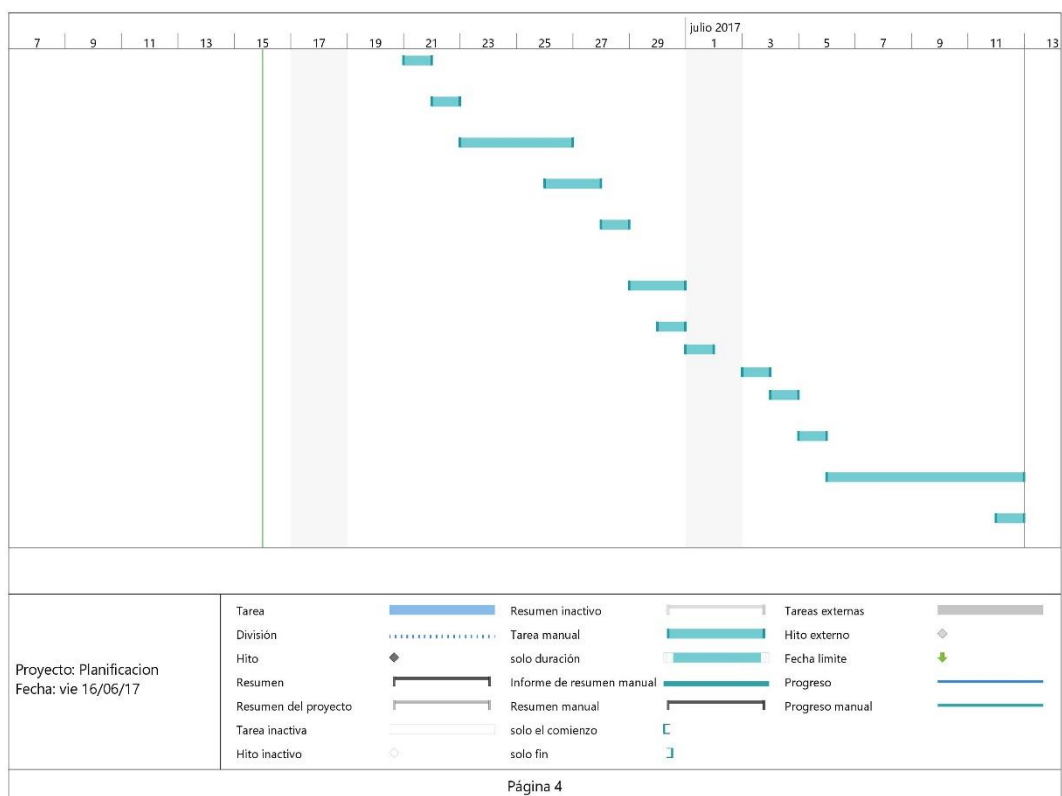 julio 2017
7 9 11 13 15 17 19 21 23 25 27 29 1 3 5 7 9 11 13
Proyecto: Planificacion
Fecha: vie 16/06/17
Tarea
División
Hito
Resumen
Resumen del proyecto
Tarea inactiva
Hito inactivo
Resumen inactivo
Tarea manual
solo duración
Informe de resumen manual
Resumen manual
solo el comienzo
solo fin
Tareas externas
Hito externo
Fecha límite
Progreso
Progreso manual
Página 4